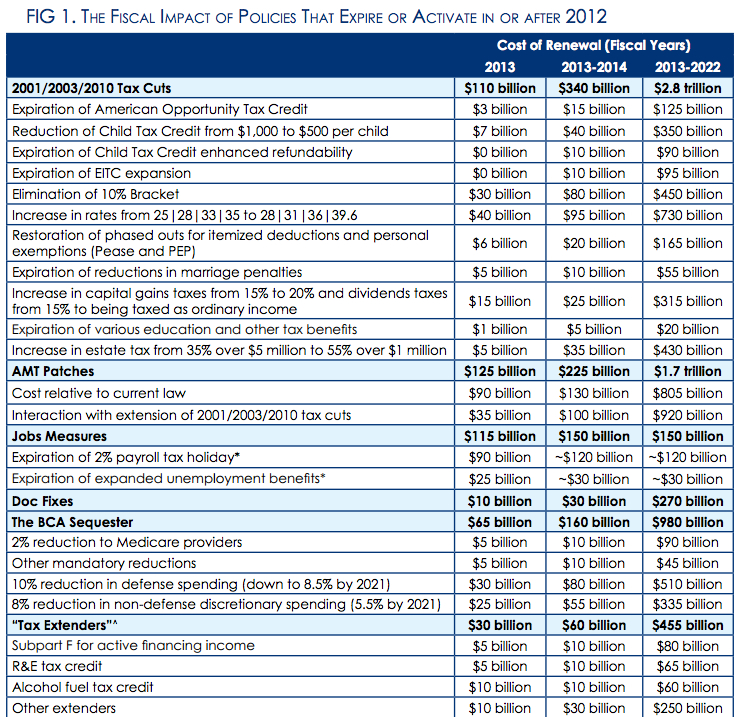 FIG 1. THE FISCAL IMPACT OF POLICIES THAT EXPIRE OR ACTIVATE IN OR AFTER 2012
Cost of Renewal (Fiscal Years)
2013 2013-2014 2013-2022
2001/2003/2010 Tax Cuts $110 billion $340 billion $2.8 trillion
Expiration of American Opportunity Tax Credit $3 billion $15 billion $125 billion
Reduction of Child Tax Credit from $1,000 to $500 per child $7 billion $40 billion $350 billion
Expiration of Child Tax Credit enhanced refundability $0 billion $10 billion $90 billion
Expiration of EITC expansion $0 billion $10 billion $95 billion
Elimination of 10% Bracket $30 billion $80 billion $450 billion
Increase in rates from 25|28|33|35 to 28|31|36|39.6 $40 billion $95 billion $730 billion
Restoration of phased outs for itemized deductions and personal
exemptions (Pease and PEP) $6 billion $20 billion $165 billion
Expiration of reductions in marriage penalties $5 billion $10 billion $55 billion
Increase in capital gains taxes from 15% to 20% and dividends taxes
from 15% to being taxed as ordinary income $15 billion $25 billion $315 billion
Expiration of various education and other tax benefits $1 billion $5 billion $20 billion
Increase in estate tax from 35% over $5 million to 55% over $1 million $5 billion $35 billion $430 billion
AMT Patches $125 billion $225 billion $1.7 trillion
Cost relative to current law $90 billion $130 billion $805 billion
Interaction with extension of 2001/2003/2010 tax cuts $35 billion $100 billion $920 billion
Jobs Measures $115 billion $150 billion $150 billion
Expiration of 2% payroll tax holiday* $90 billion ~$120 billion ~$120 billion
Expiration of expanded unemployment benefits* $25 billion ~$30 billion ~$30 billion
Doc Fixes $10 billion $30 billion $270 billion
The BCA Sequester $65 billion $160 billion $980 billion
2% reduction to Medicare providers $5 billion $10 billion $90 billion
Other mandatory reductions $5 billion $10 billion $45 billion
10% reduction in defense spending (down to 8.5% by 2021) $30 billion $80 billion $510 billion
8% reduction in non-defense discretionary spending (5.5% by 2021) $25 billion $55 billion $335 billion
"Tax Extenders"^ $30 billion $60 billion $455 billion
Subpart F for active financing income $5 billion $10 billion $80 billion
R&E tax credit $5 billion $10 billion $65 billion
Alcohol fuel tax credit $10 billion $10 billion $60 billion
Other extenders $10 billion $30 billion $250 billion